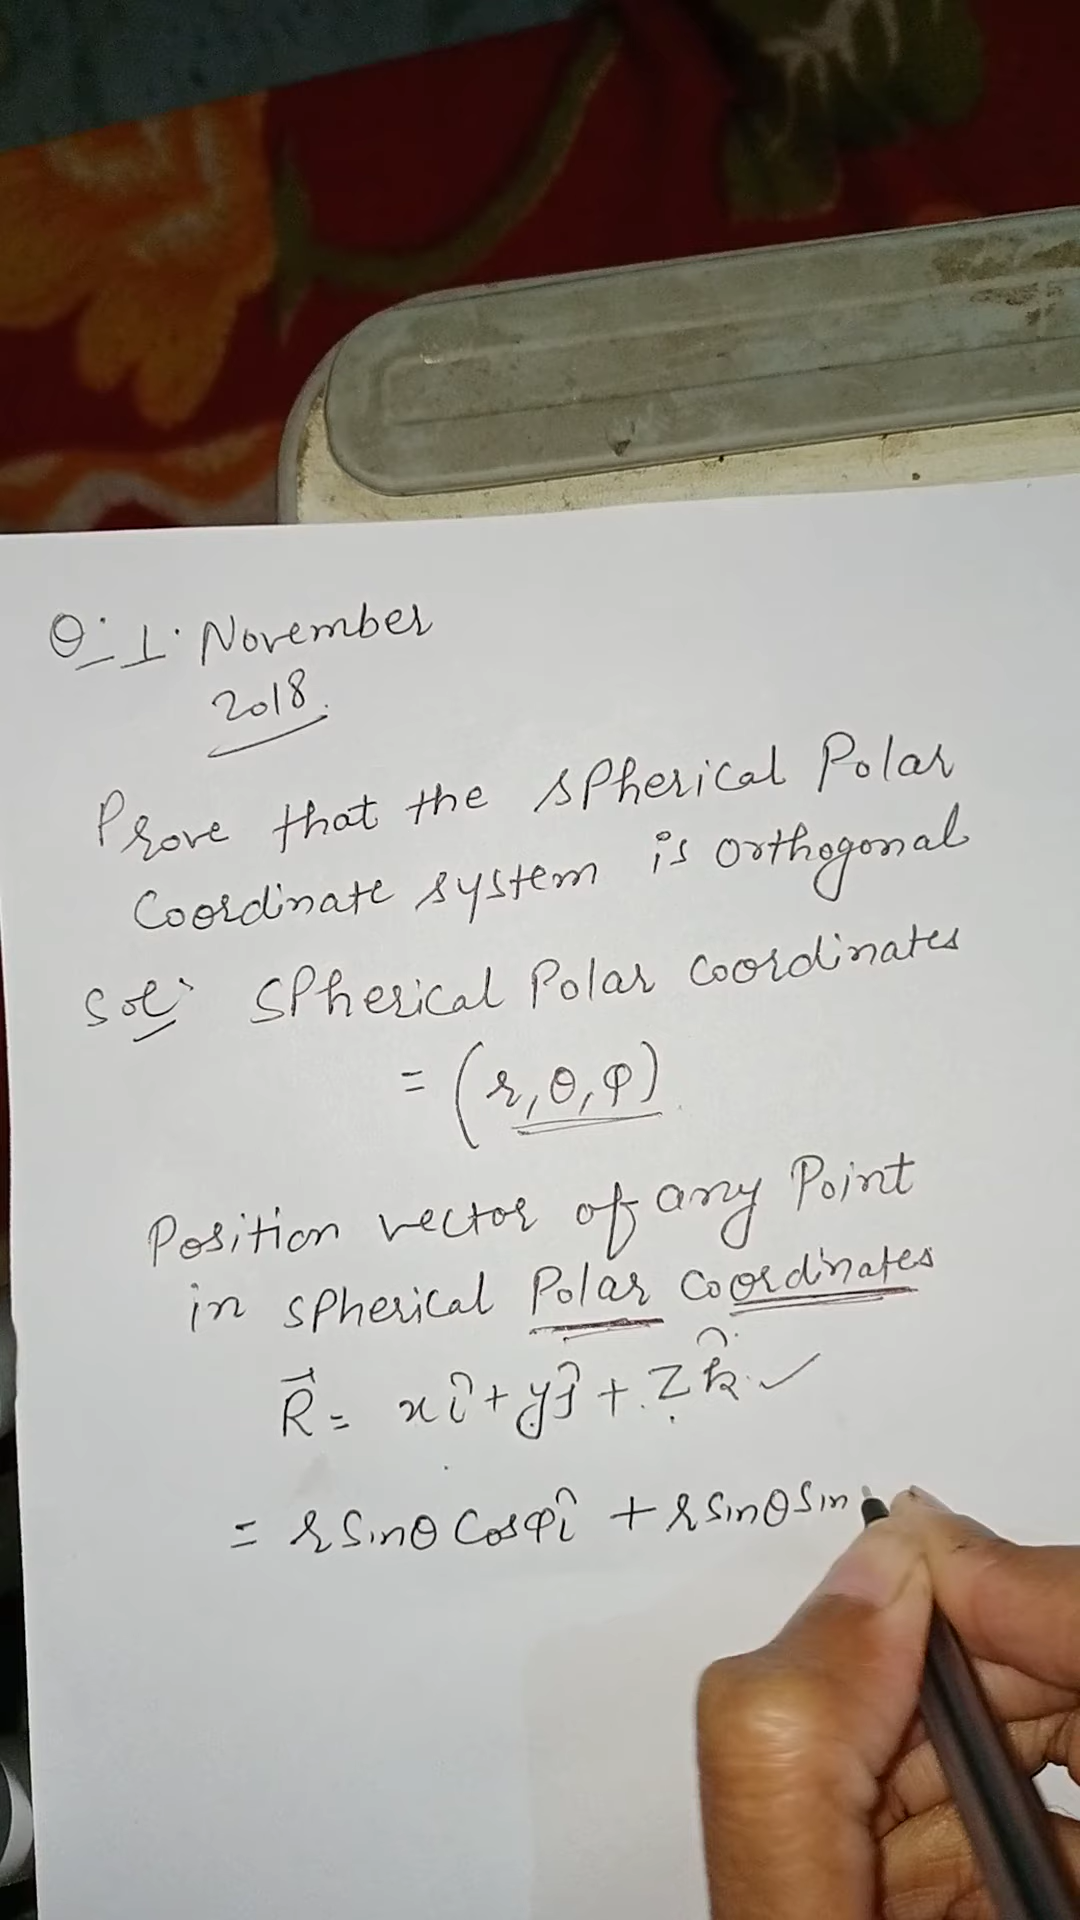 Q.1. November
2018.
Prove that the spherical Polar
Coordinate system is orthogonal
Sol: Spherical Polar coordinates
= (r, θ, φ)
Position vector of any Point
in spherical Polar coordinates
R⃗ = xî + yĵ + zk̂ ✓
= r sinθ cosφ î + r sinθ sin